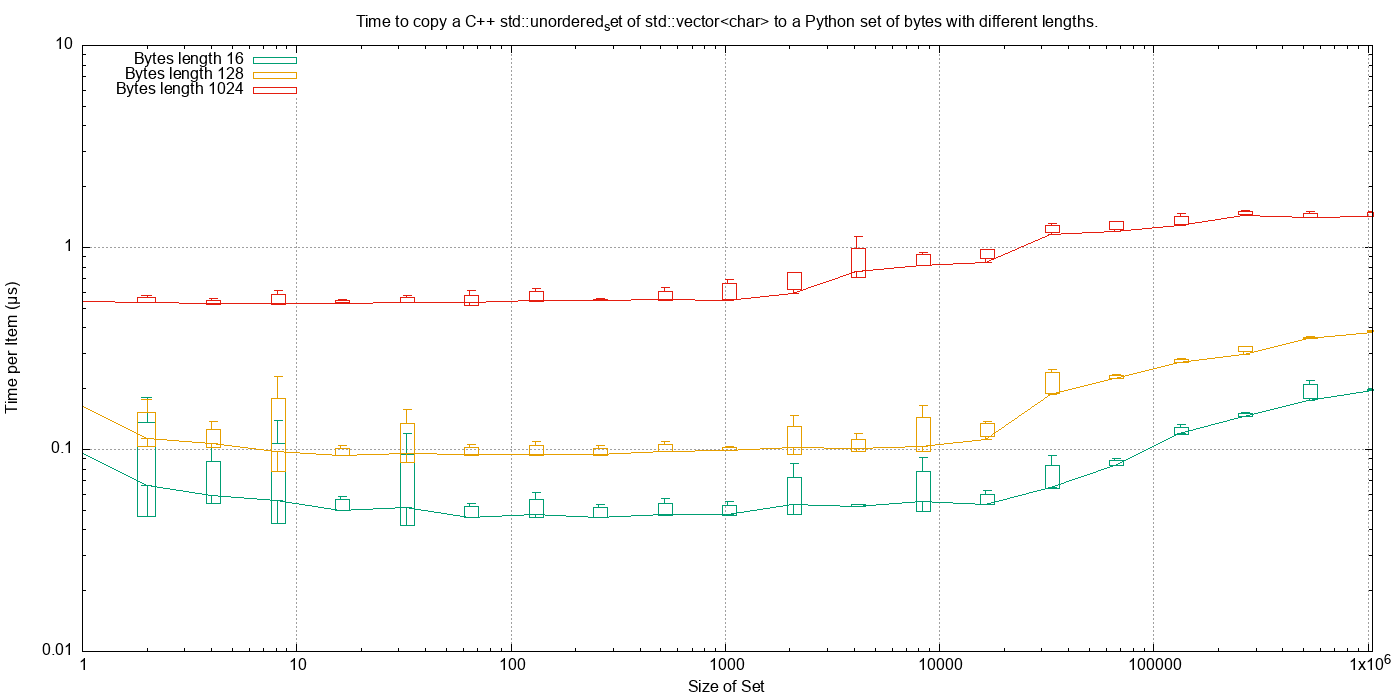 Time to copy a C++ std::unordered_set of std::vector<char> to a Python set of bytes with different lengths.
10
Bytes length 16
Bytes length 128
Bytes length 1024
1
Time per Item (µs)
0.1
0.01
1 10 100 1000 10000 100000 1x10^6
Size of Set